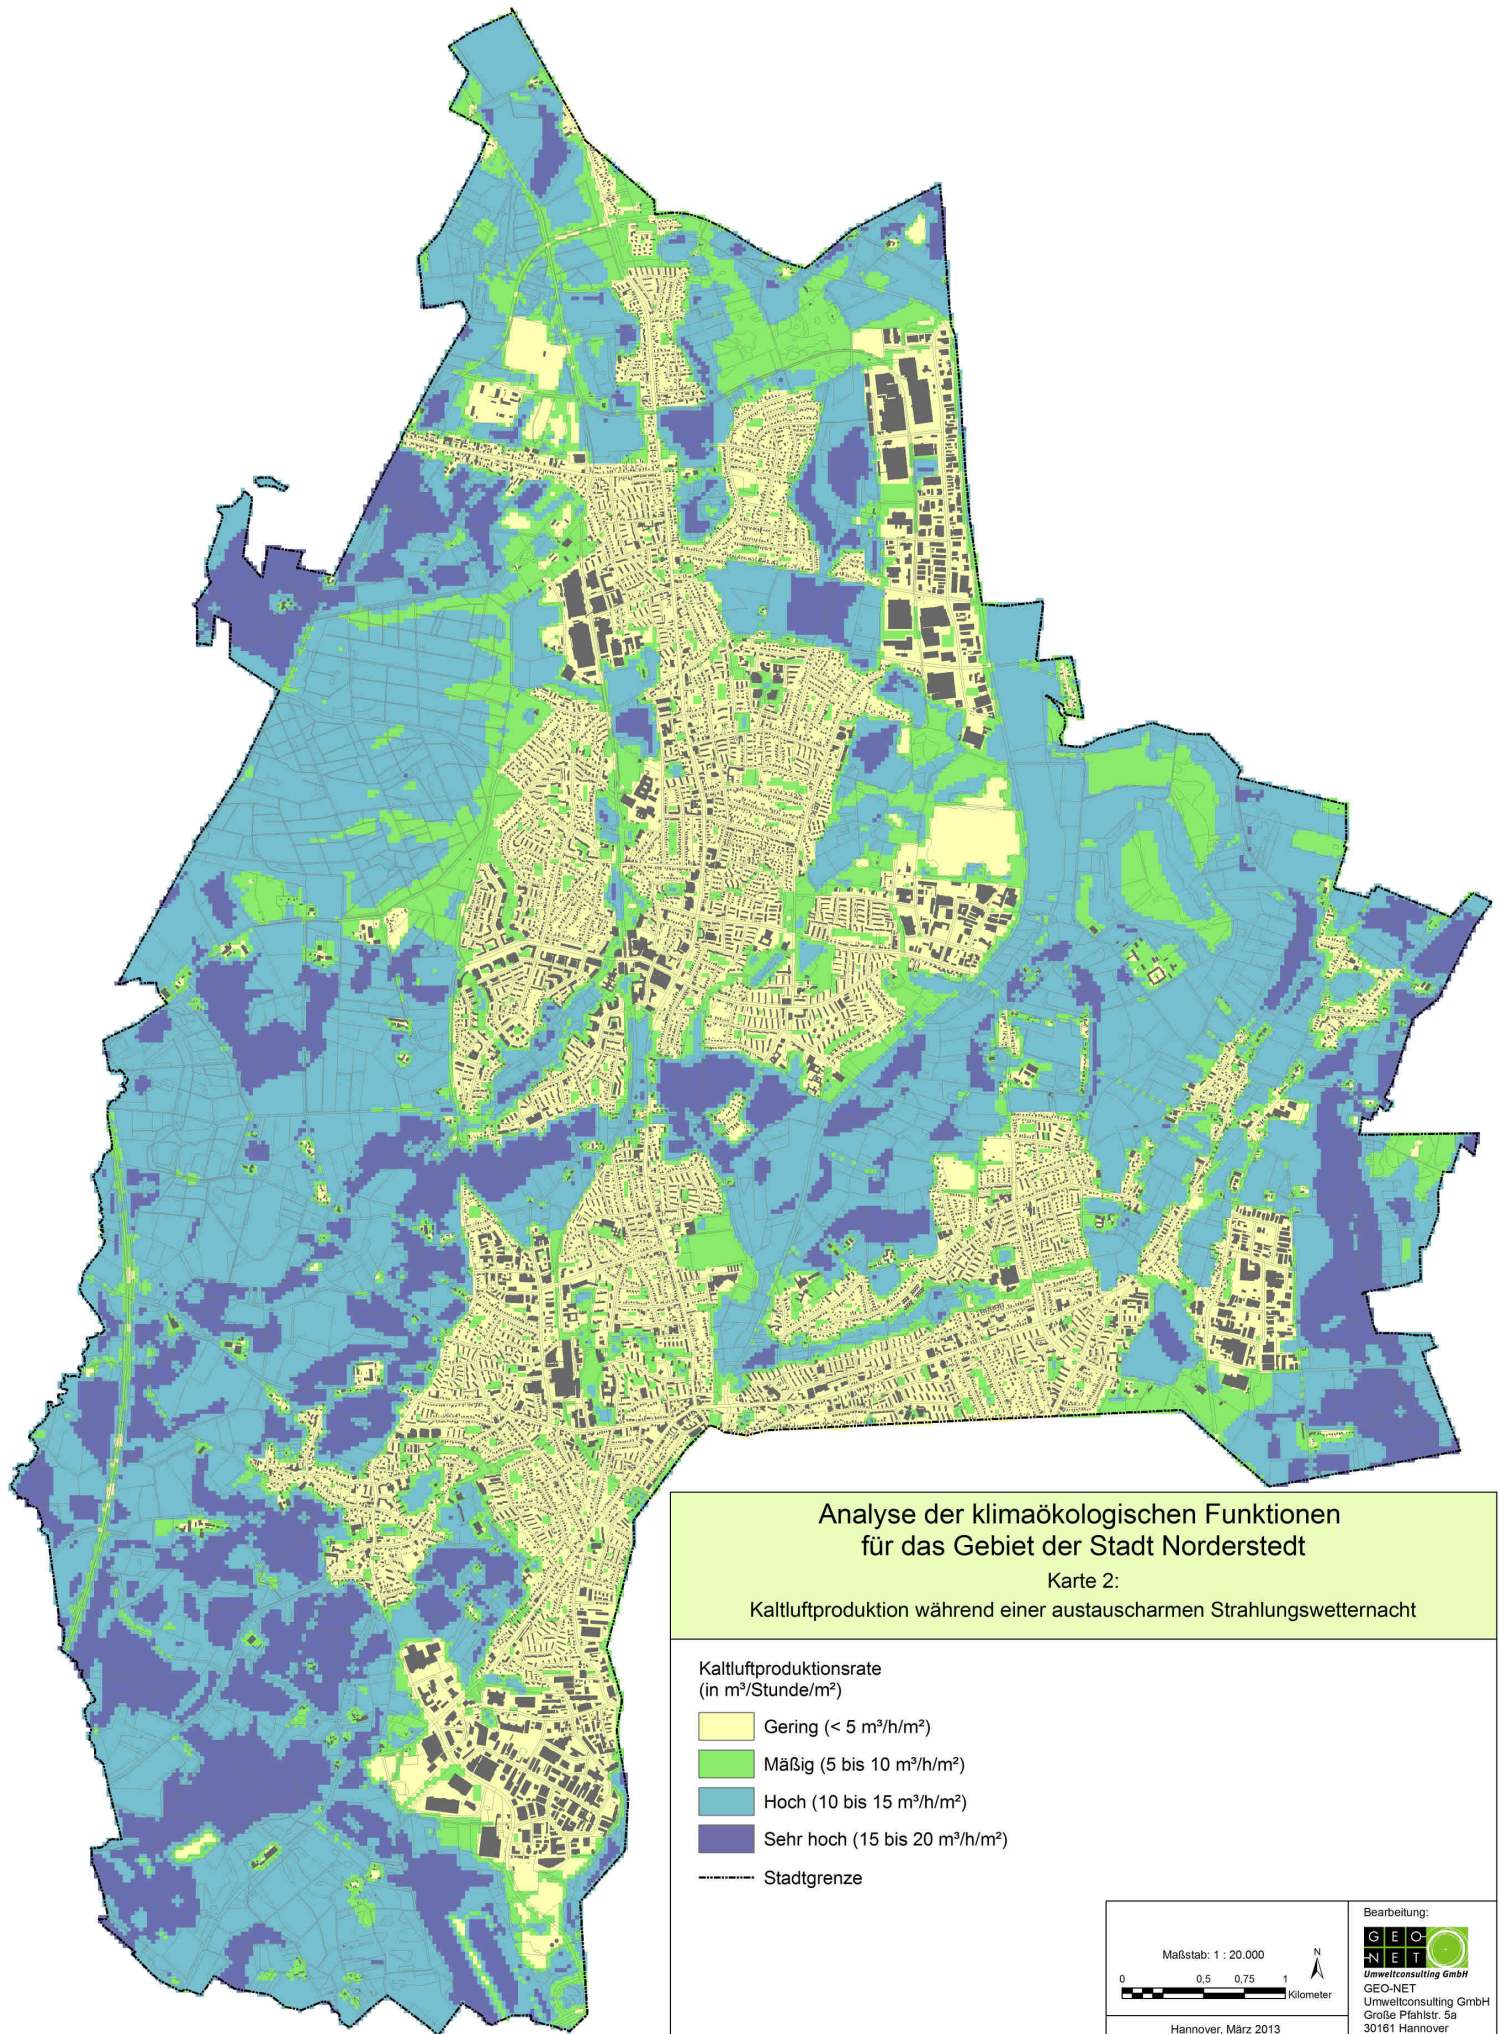 Analyse der klimaökologischen Funktionen
für das Gebiet der Stadt Norderstedt
Karte 2:
Kaltluftproduktion während einer austauscharmen Strahlungswetternacht
Kaltluftproduktionsrate
(in m³/Stunde/m²)
Gering (< 5 m³/h/m²)
Mäßig (5 bis 10 m³/h/m²)
Hoch (10 bis 15 m³/h/m²)
Sehr hoch (15 bis 20 m³/h/m²)
Stadtgrenze
Maßstab: 1 : 20.000
N
0 0,5 0,75 1
Kilometer
Hannover, März 2013
Bearbeitung:
GEO-
NET
Umweltconsulting GmbH
GEO-NET
Umweltconsulting GmbH
Große Pfahlstr. 5a
30161 Hannover